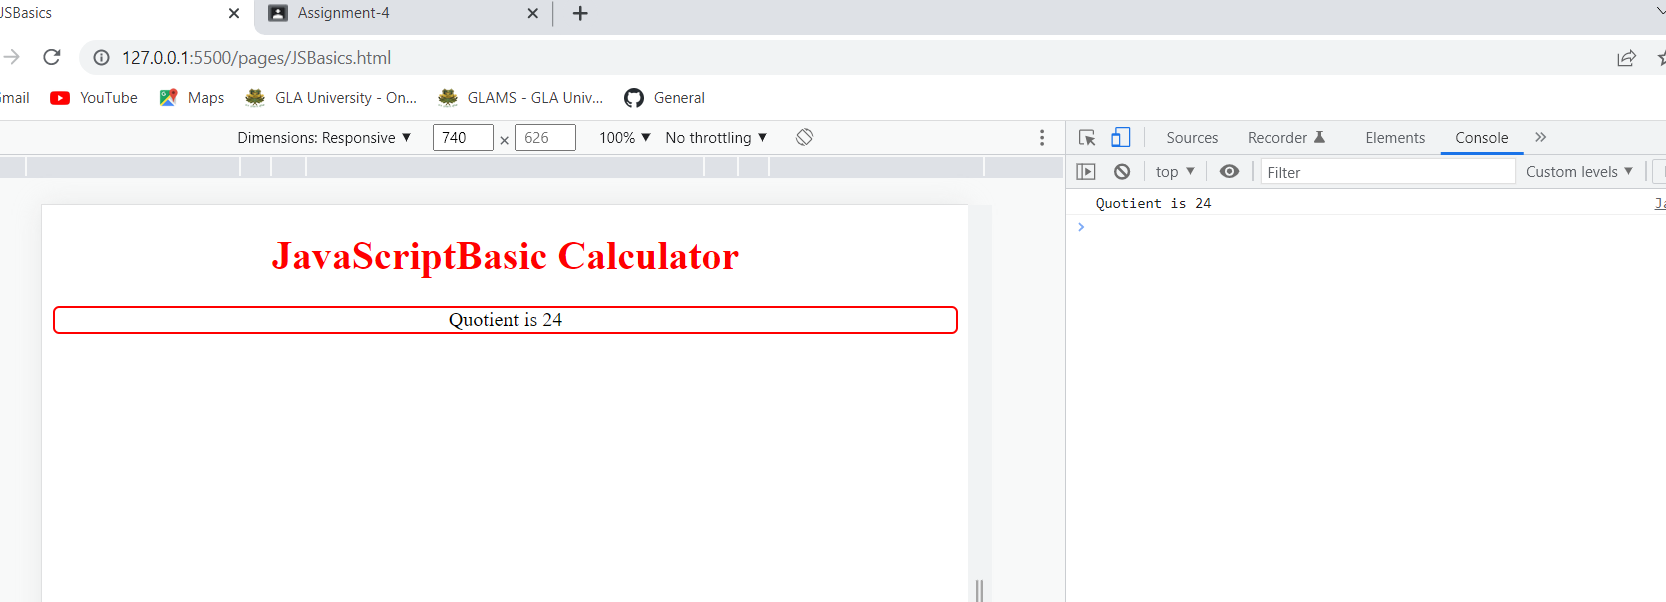 JSBasics
Assignment-4
127.0.0.1:5500/pages/JSBasics.html
YouTube Maps GLA University - On... GLAMS - GLA Univ... General
Dimensions: Responsive ▼ 740 × 626 100% ▼ No throttling ▼
Sources Recorder Elements Console »
top ▼ Filter Custom levels ▼
Quotient is 24
JavaScriptBasic Calculator
Quotient is 24